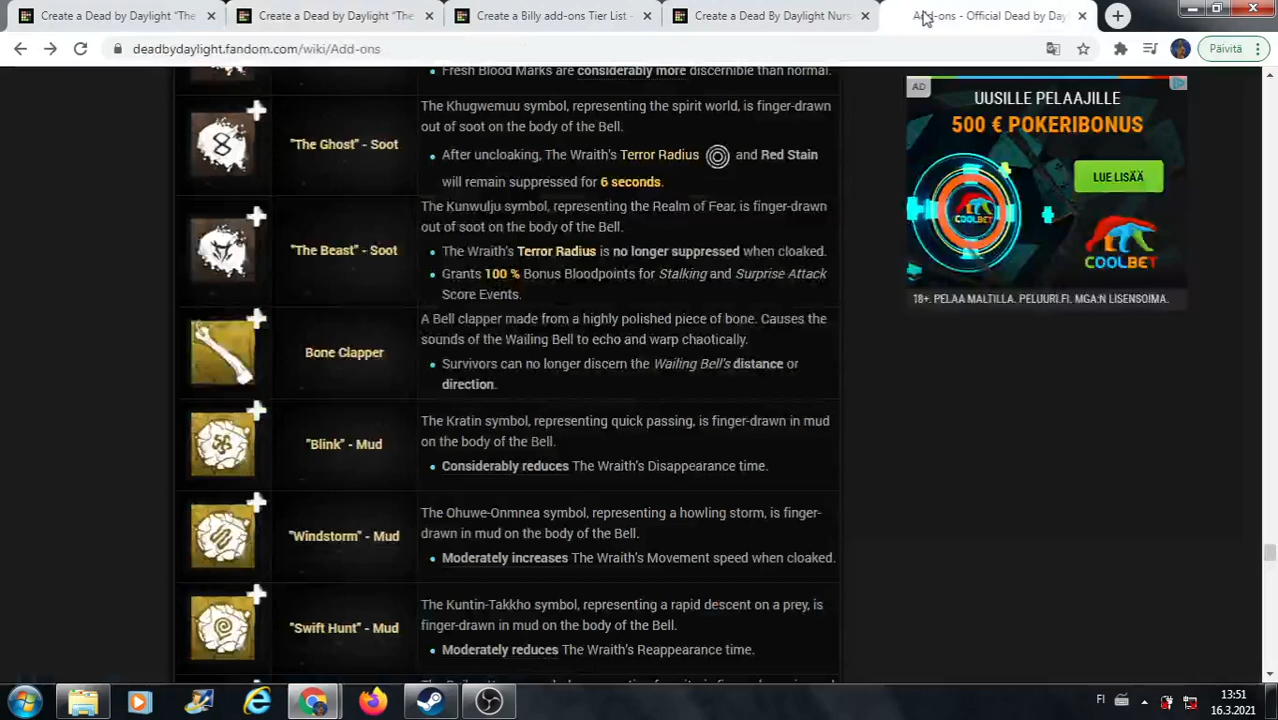 Create a Dead by Daylight "The
Create a Dead by Daylight "The
Create a Billy add-ons Tier List -
Create a Dead By Daylight Nurs
Add-ons - Official Dead by Day
deadbydaylight.fandom.com/wiki/Add-ons
Päivitä
Fresh Blood Marks are considerably more discernible than normal.
"The Ghost" - Soot
The Khugwemuu symbol, representing the spirit world, is finger-drawn
out of soot on the body of the Bell.
After uncloaking, The Wraith's Terror Radius and Red Stain
will remain suppressed for 6 seconds.
"The Beast" - Soot
The Kunwulju symbol, representing the Realm of Fear, is finger-drawn
out of soot on the body of the Bell.
The Wraith's Terror Radius is no longer suppressed when cloaked.
Grants 100 % Bonus Bloodpoints for Stalking and Surprise Attack
Score Events.
Bone Clapper
A Bell clapper made from a highly polished piece of bone. Causes the
sounds of the Wailing Bell to echo and warp chaotically.
Survivors can no longer discern the Wailing Bell's distance or
direction.
"Blink" - Mud
The Kratin symbol, representing quick passing, is finger-drawn in mud
on the body of the Bell.
Considerably reduces The Wraith's Disappearance time.
"Windstorm" - Mud
The Ohuwe-Onmnea symbol, representing a howling storm, is finger-
drawn in mud on the body of the Bell.
Moderately increases The Wraith's Movement speed when cloaked.
"Swift Hunt" - Mud
The Kuntin-Takkho symbol, representing a rapid descent on a prey, is
finger-drawn in mud on the body of the Bell.
Moderately reduces The Wraith's Reappearance time.
AD
UUSILLE PELAAJILLE
500 € POKERIBONUS
LUE LISÄÄ
COOLBET
COOLBET
18+. PELAA MALTILLA. PELUURI.FI. MGA:N LISENSOIMA.
FI
13:51
16.3.2021